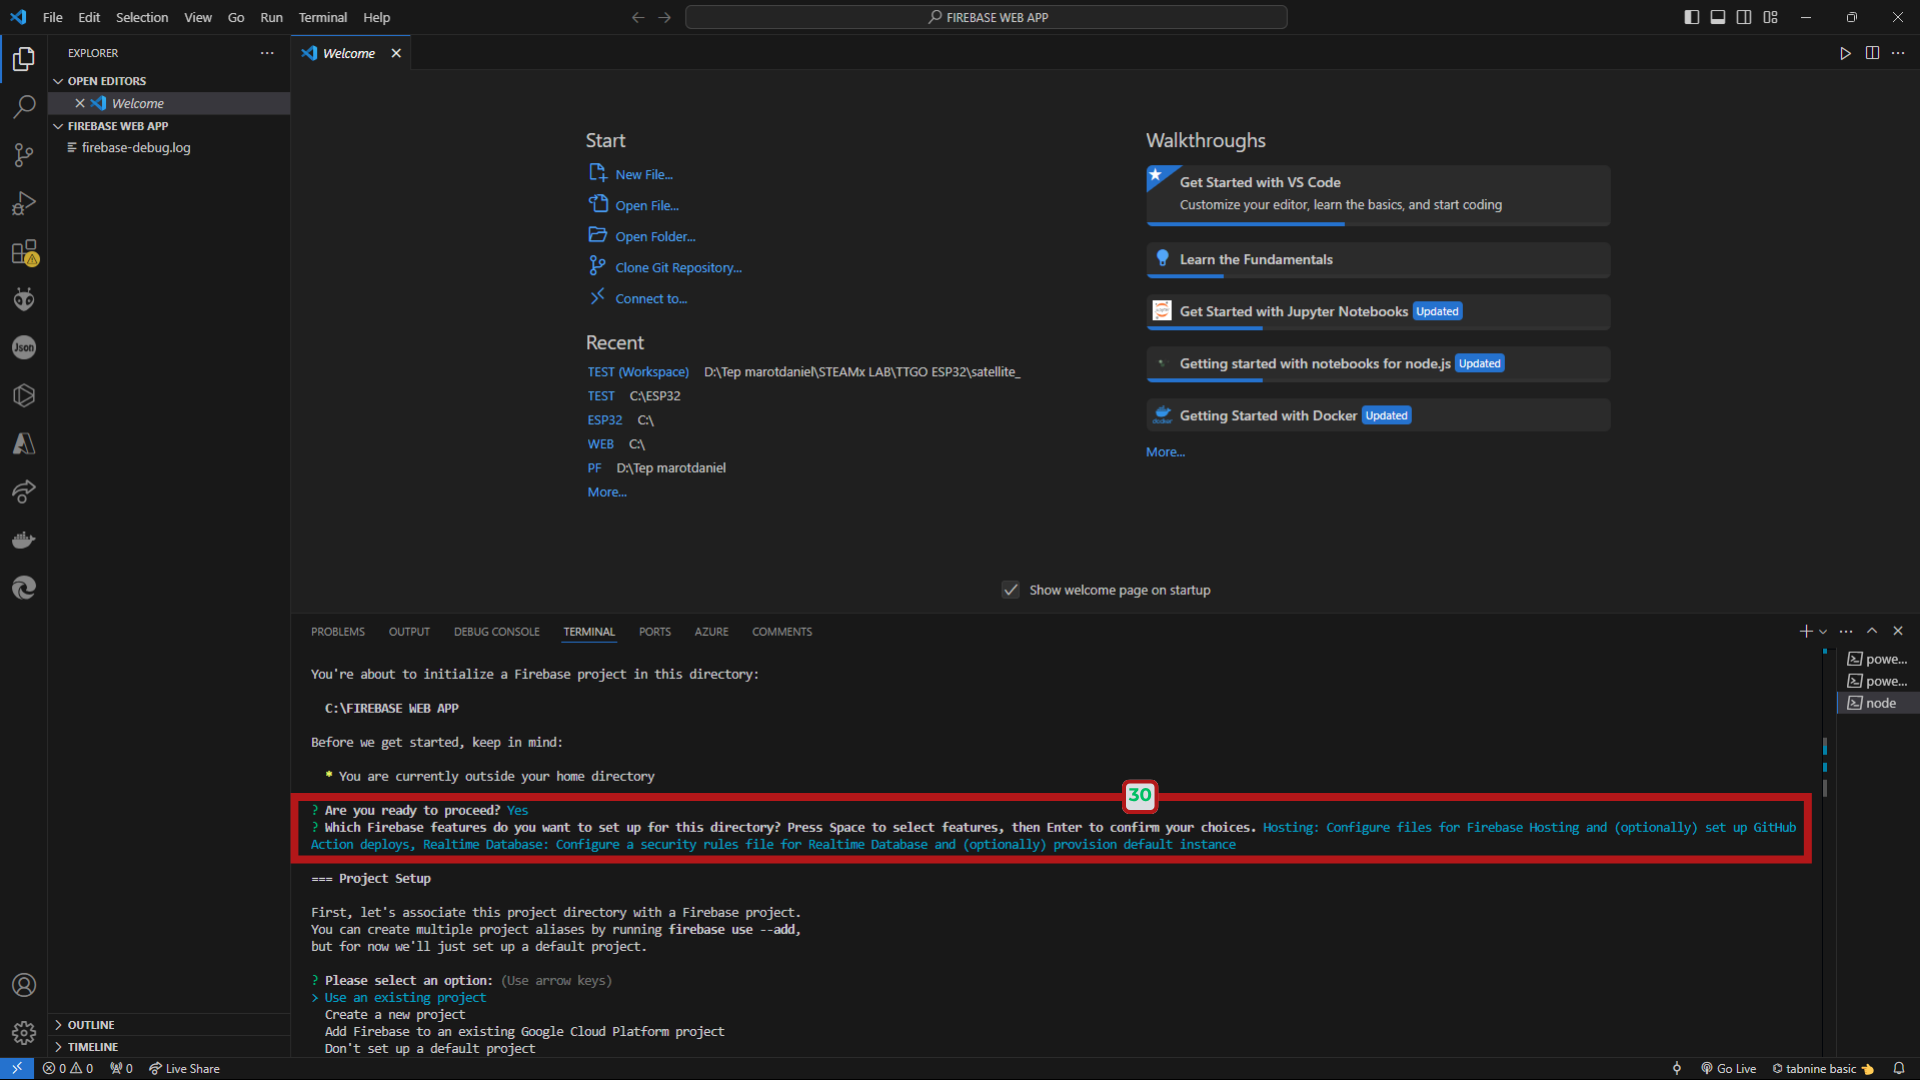 File Edit Selection View Go Run Terminal Help
FIREBASE WEB APP
EXPLORER
OPEN EDITORS
Welcome
FIREBASE WEB APP
firebase-debug.log
Welcome
Start
New File...
Open File...
Open Folder...
Clone Git Repository...
Connect to...
Recent
TEST (Workspace) D:\Tep marotdaniel\STEAMx LAB\TTGO ESP32\satellite_
TEST C:\ESP32
ESP32 C:\
WEB C:\
PF D:\Tep marotdaniel
More...
Walkthroughs
Get Started with VS Code
Customize your editor, learn the basics, and start coding
Learn the Fundamentals
Get Started with Jupyter Notebooks Updated
Getting started with notebooks for node.js Updated
Getting Started with Docker Updated
More...
Show welcome page on startup
Json
PROBLEMS OUTPUT DEBUG CONSOLE TERMINAL PORTS AZURE COMMENTS
You're about to initialize a Firebase project in this directory:
C:\FIREBASE WEB APP
Before we get started, keep in mind:
* You are currently outside your home directory
30
? Are you ready to proceed? Yes
? Which Firebase features do you want to set up for this directory? Press Space to select features, then Enter to confirm your choices. Hosting: Configure files for Firebase Hosting and (optionally) set up GitHub
Action deploys, Realtime Database: Configure a security rules file for Realtime Database and (optionally) provision default instance
=== Project Setup
First, let's associate this project directory with a Firebase project.
You can create multiple project aliases by running firebase use --add,
but for now we'll just set up a default project.
? Please select an option: (Use arrow keys)
> Use an existing project
Create a new project
Add Firebase to an existing Google Cloud Platform project
Don't set up a default project
powe...
powe...
node
OUTLINE
TIMELINE
0 0 0 Live Share
Go Live tabnine basic